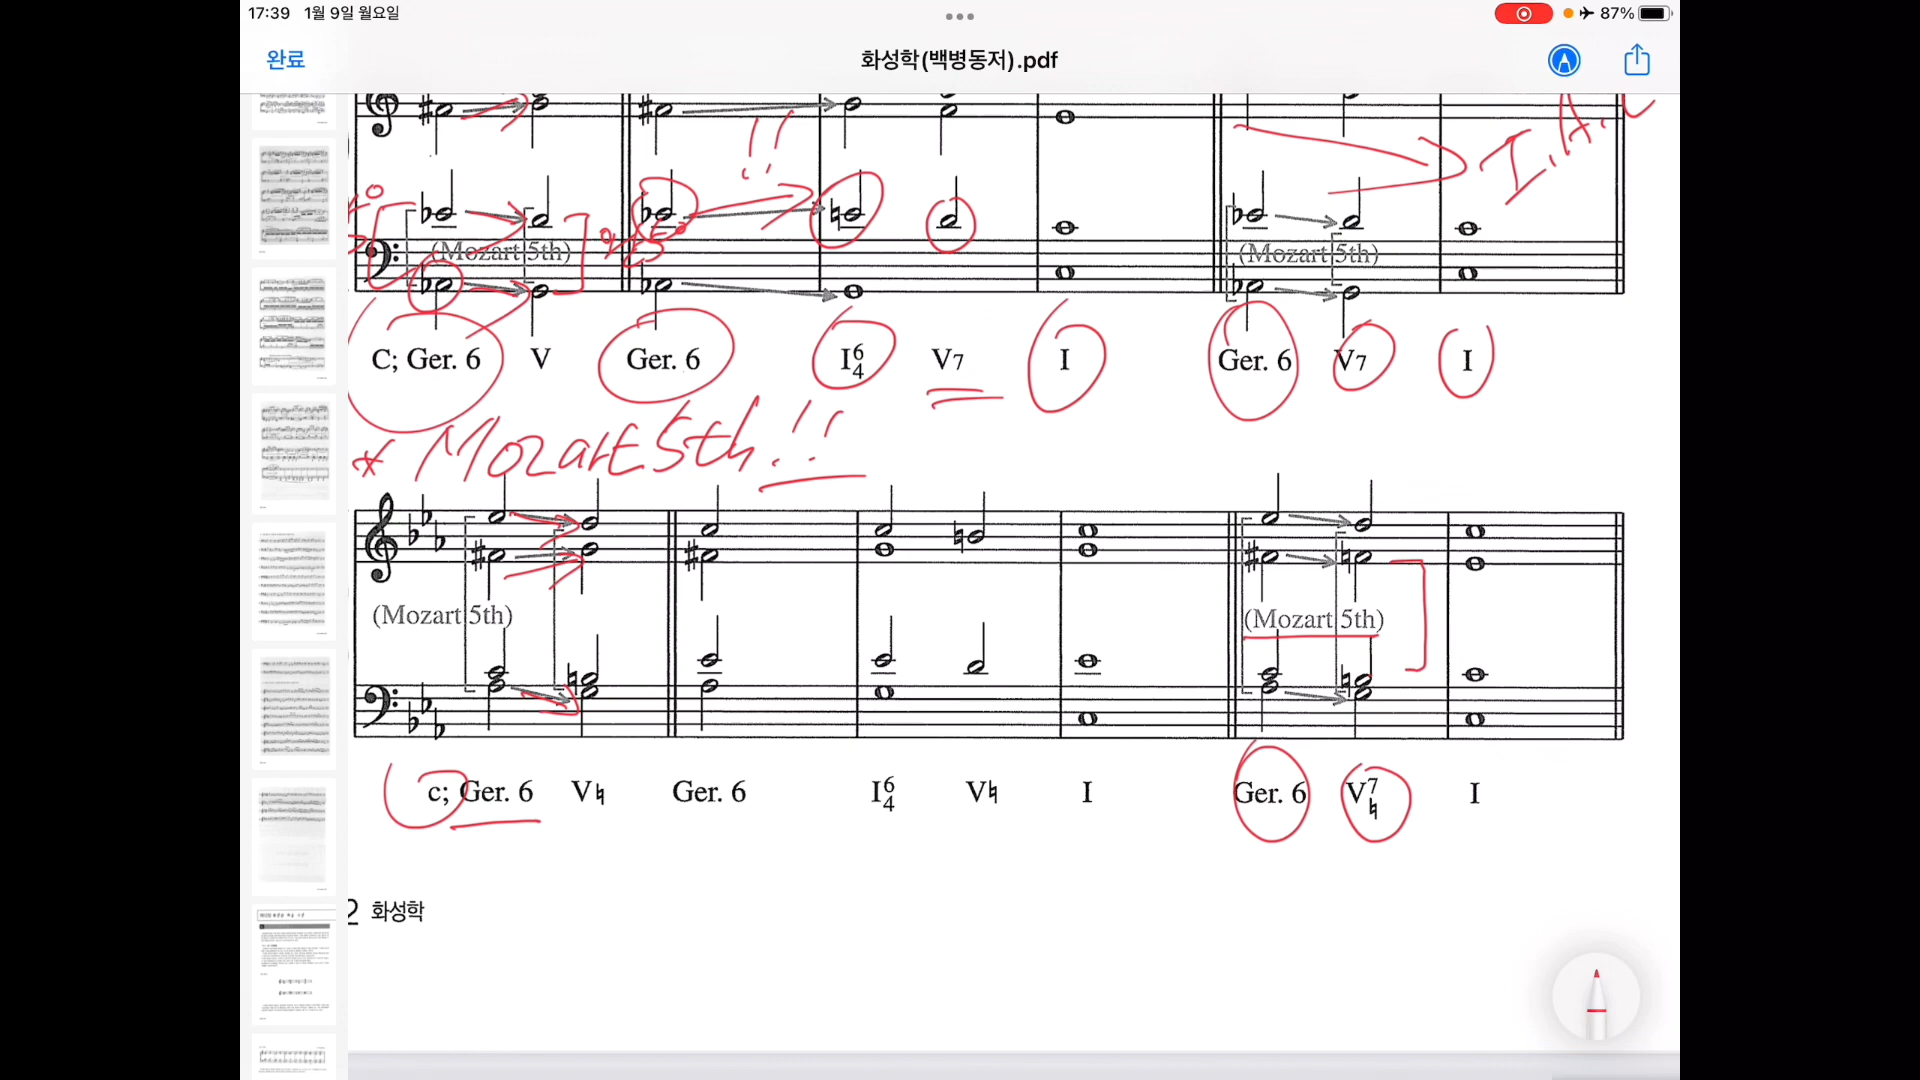 17:39 1월 9일 월요일 87%
완료 화성학(백병동저).pdf
I.A.C
(Mozart 5th) (Mozart 5th)
C; Ger. 6 V Ger. 6 I6/4 V7 I Ger. 6 V7 I
* Mozart 5th.!!
(Mozart 5th) (Mozart 5th)
c; Ger. 6 V♮ Ger. 6 I6/4 V♮ I Ger. 6 V7/♮ I
2 화성학